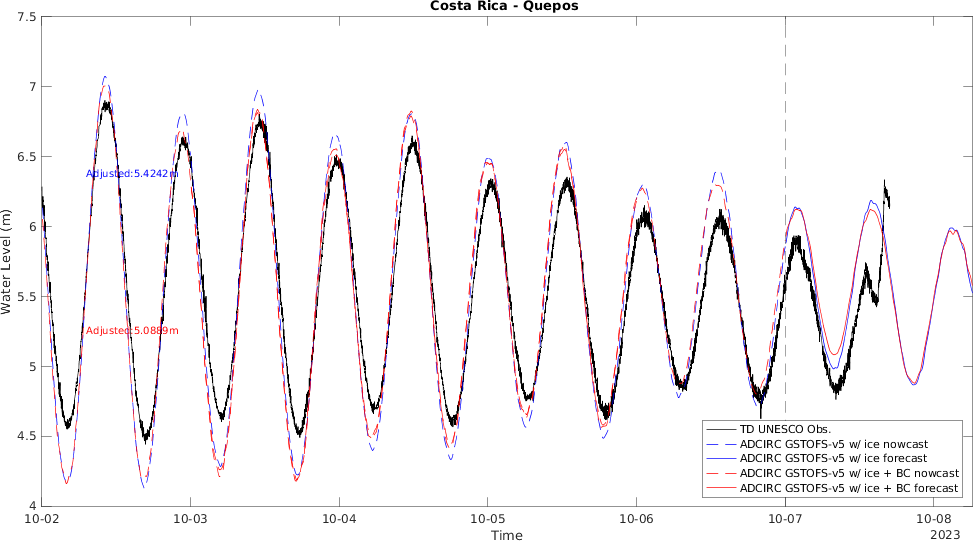 Costa Rica - Quepos
7.5
7
6.5
6
5.5
5
4.5
4
Water Level (m)
Adjusted:5.4242m
Adjusted:5.0889m
TD UNESCO Obs.
ADCIRC GSTOFS-v5 w/ ice nowcast
ADCIRC GSTOFS-v5 w/ ice forecast
ADCIRC GSTOFS-v5 w/ ice + BC nowcast
ADCIRC GSTOFS-v5 w/ ice + BC forecast
10-02 10-03 10-04 10-05 10-06 10-07 10-08
Time
2023